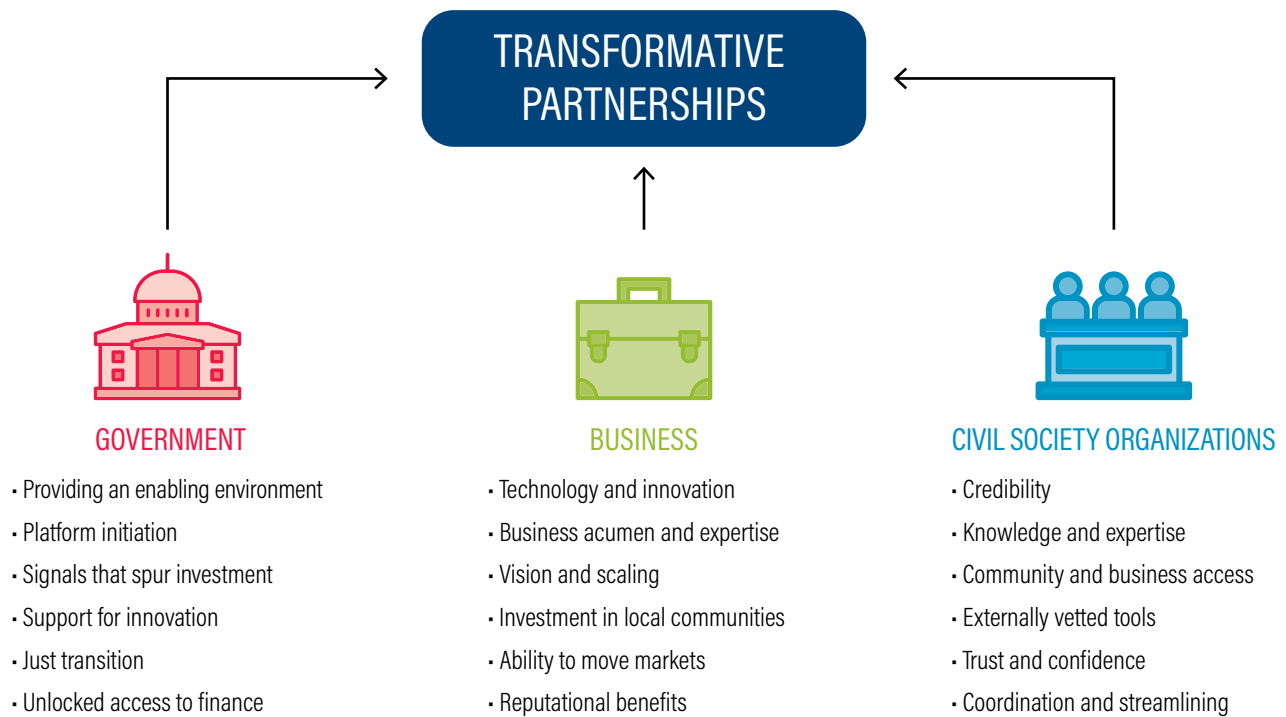 TRANSFORMATIVE
PARTNERSHIPS
GOVERNMENT
· Providing an enabling environment
· Platform initiation
· Signals that spur investment
· Support for innovation
· Just transition
· Unlocked access to finance
BUSINESS
· Technology and innovation
· Business acumen and expertise
· Vision and scaling
· Investment in local communities
· Ability to move markets
· Reputational benefits
CIVIL SOCIETY ORGANIZATIONS
· Credibility
· Knowledge and expertise
· Community and business access
· Externally vetted tools
· Trust and confidence
· Coordination and streamlining